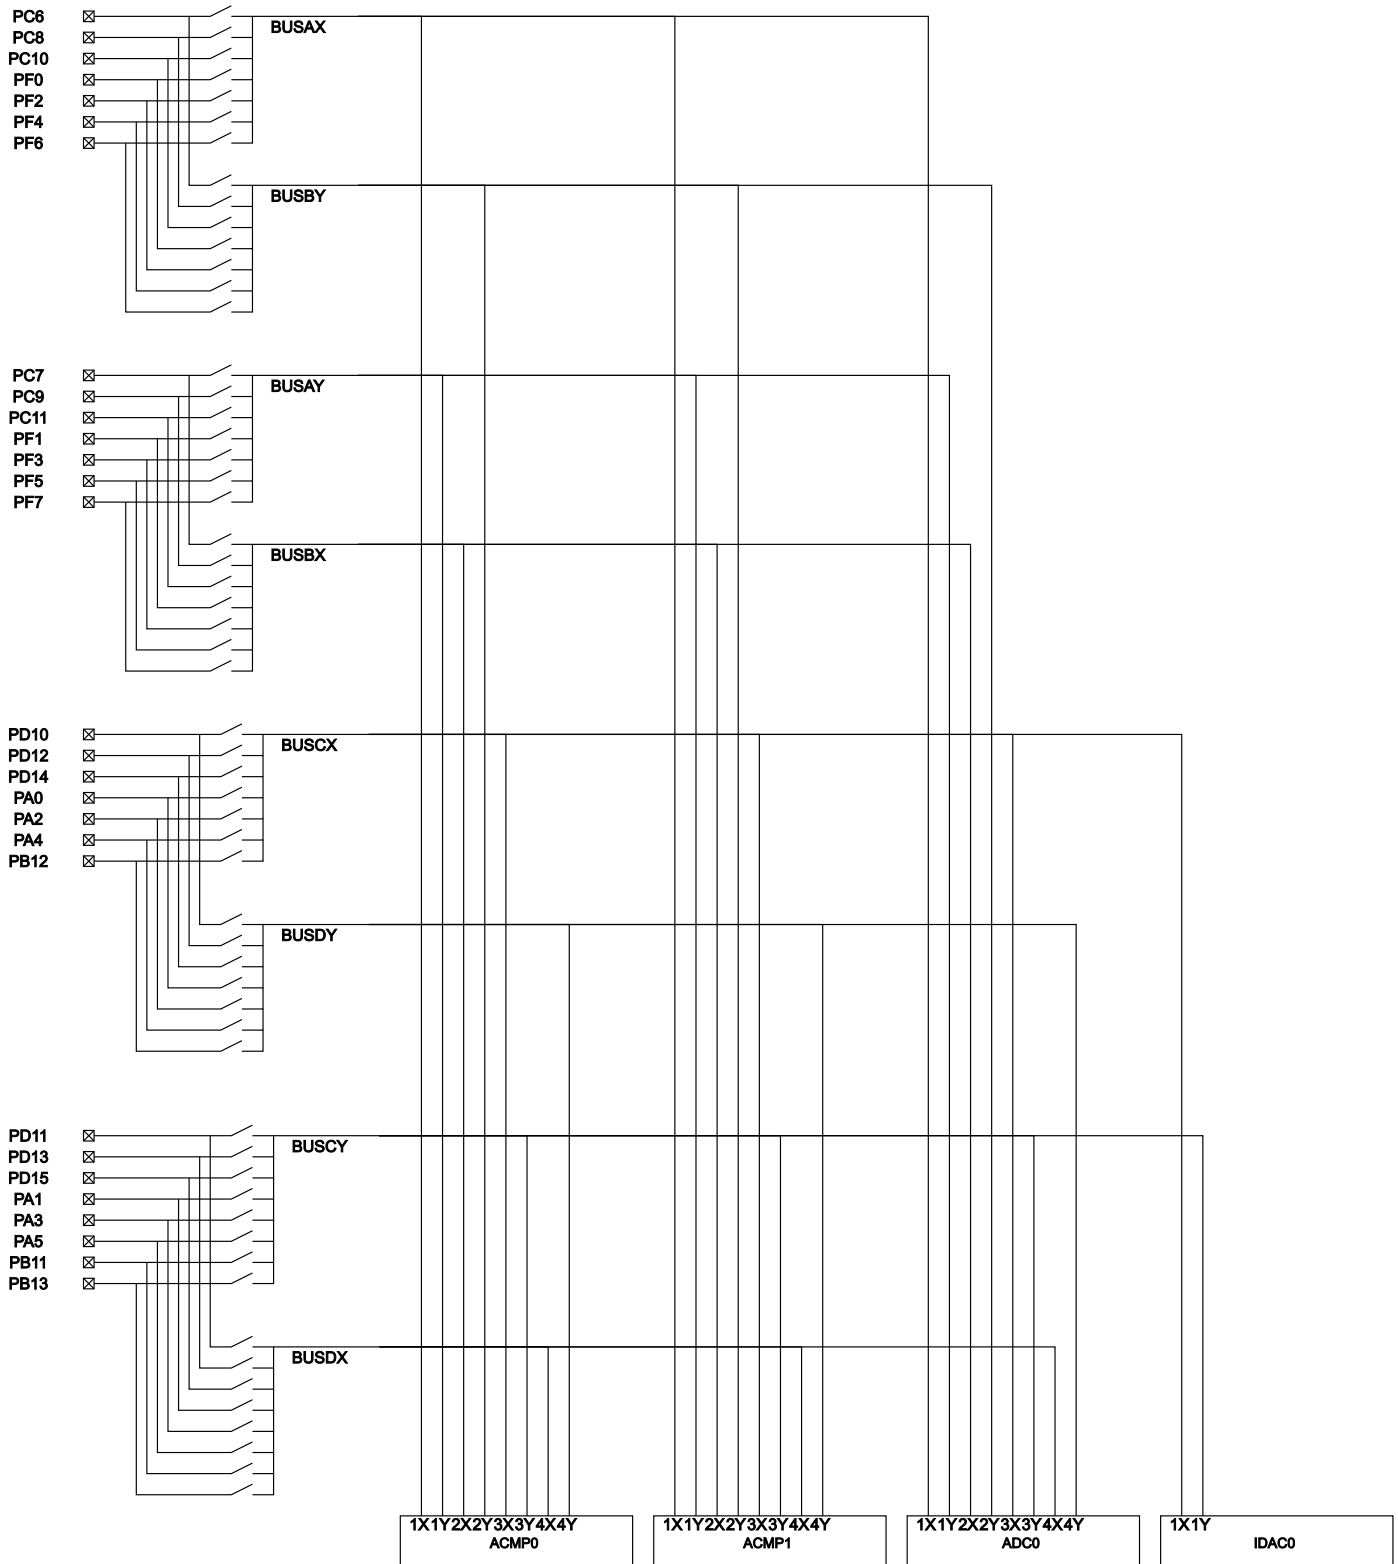 PC6
BUSAX
PC8
PC10
PF0
PF2
PF4
PF6
BUSBY
PC7
BUSAY
PC9
PC11
PF1
PF3
PF5
PF7
BUSBX
PD10
BUSCX
PD12
PD14
PA0
PA2
PA4
PB12
BUSDY
PD11
BUSCY
PD13
PD15
PA1
PA3
PA5
PB11
PB13
BUSDX
1X1Y2X2Y3X3Y4X4Y
ACMP0
1X1Y2X2Y3X3Y4X4Y
ACMP1
1X1Y2X2Y3X3Y4X4Y
ADC0
1X1Y
IDAC0